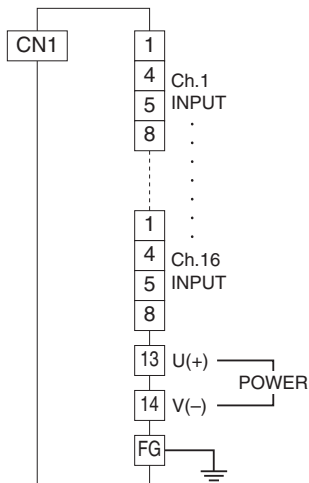 CN1
1
4
5
8
Ch.1
INPUT
1
4
5
8
Ch.16
INPUT
13 U(+)
POWER
14 V(–)
FG